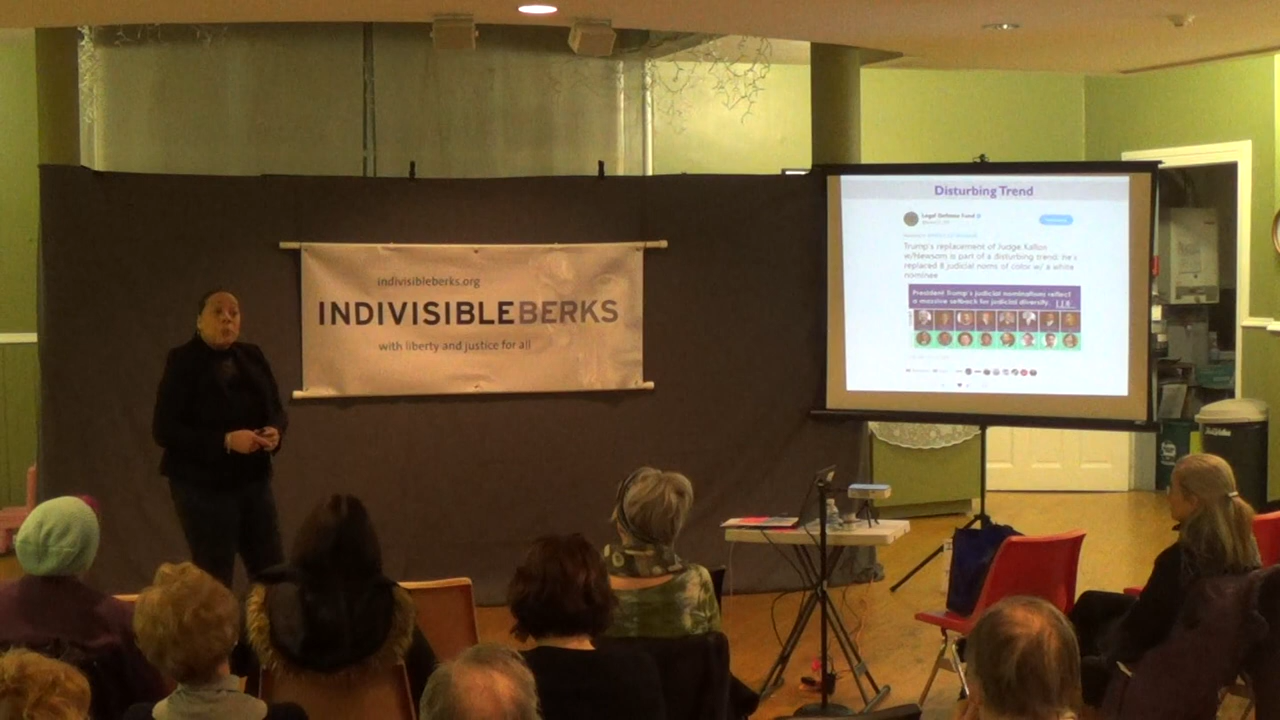 indivisibleberks.org
INDIVISIBLEBERKS
with liberty and justice for all
Disturbing Trend
Legal Defense Fund
Trump's replacement of Judge Kallon
w/Newsom is part of a disturbing trend: he's
replaced 8 judicial noms of color w/ a white
nominee
President Trump's judicial nominations reflect
a massive setback for judicial diversity.